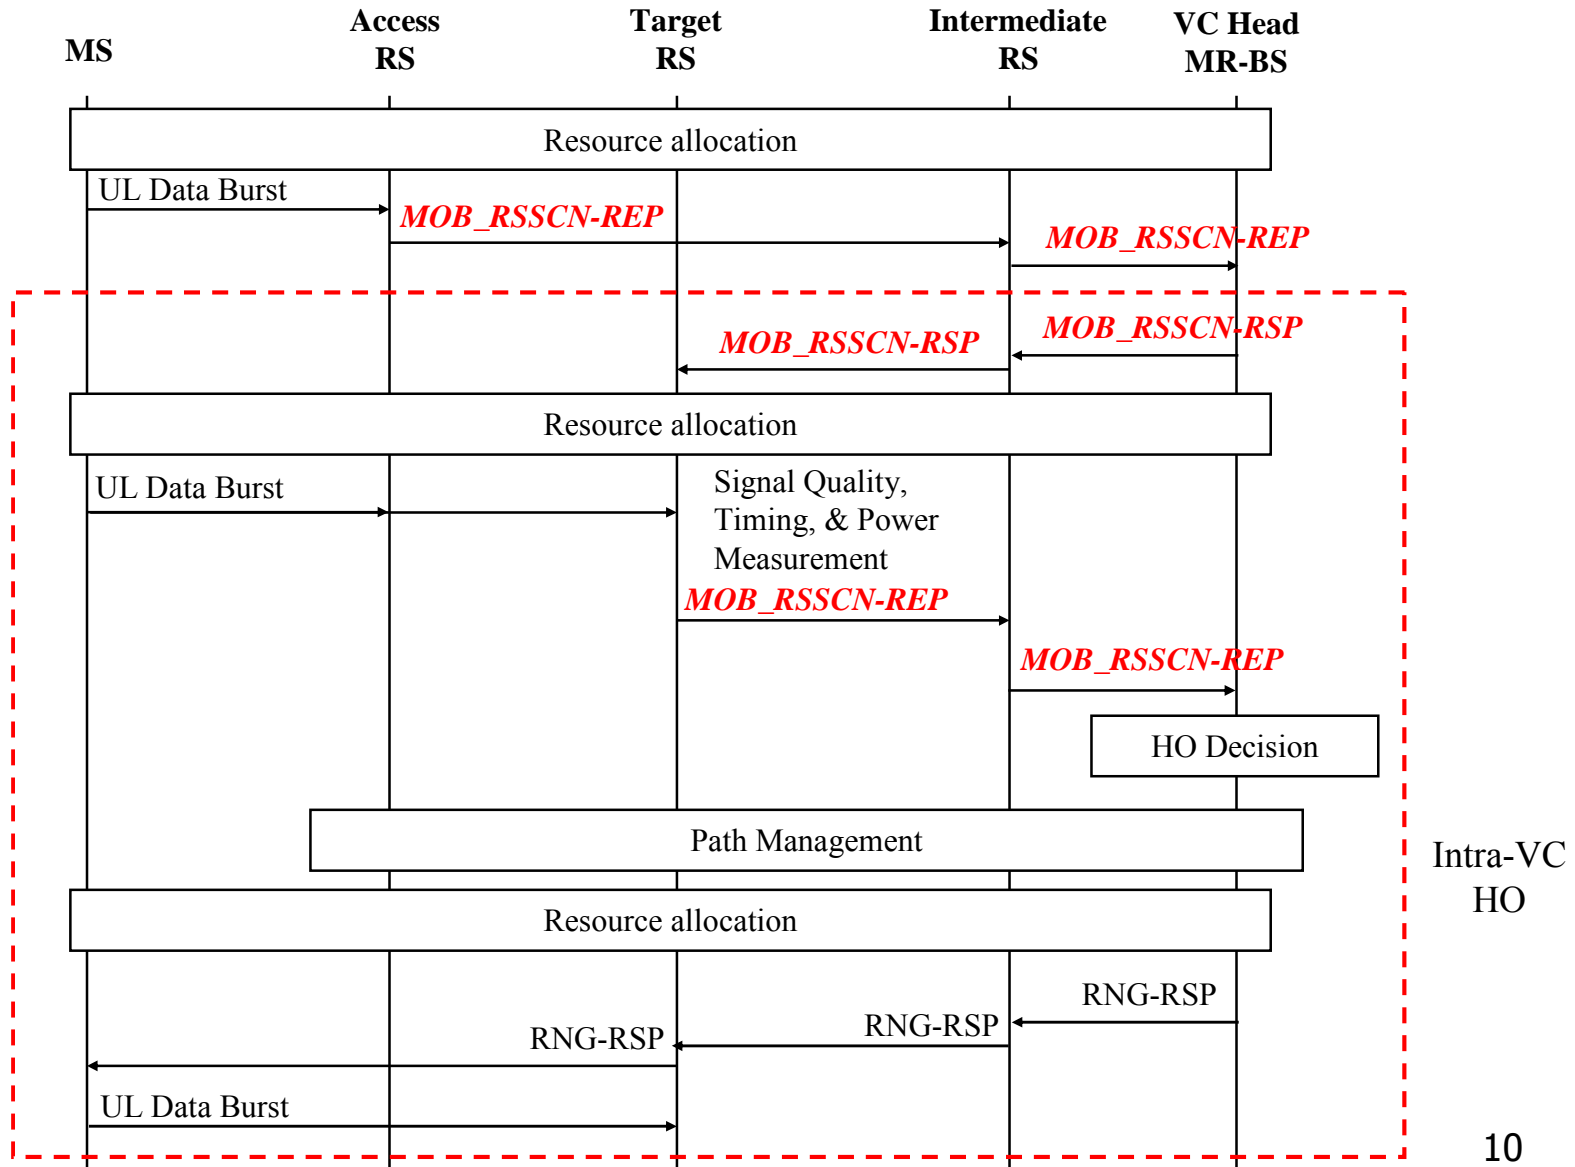 MS
Access
RS
Target
RS
Intermediate
RS
VC Head
MR-BS
Resource allocation
UL Data Burst
MOB_RSSCN-REP
MOB_RSSCN-REP
MOB_RSSCN-RSP
MOB_RSSCN-RSP
Resource allocation
UL Data Burst
Signal Quality,
Timing, & Power
Measurement
MOB_RSSCN-REP
MOB_RSSCN-REP
HO Decision
Path Management
Intra-VC
HO
Resource allocation
RNG-RSP
RNG-RSP
RNG-RSP
UL Data Burst
10